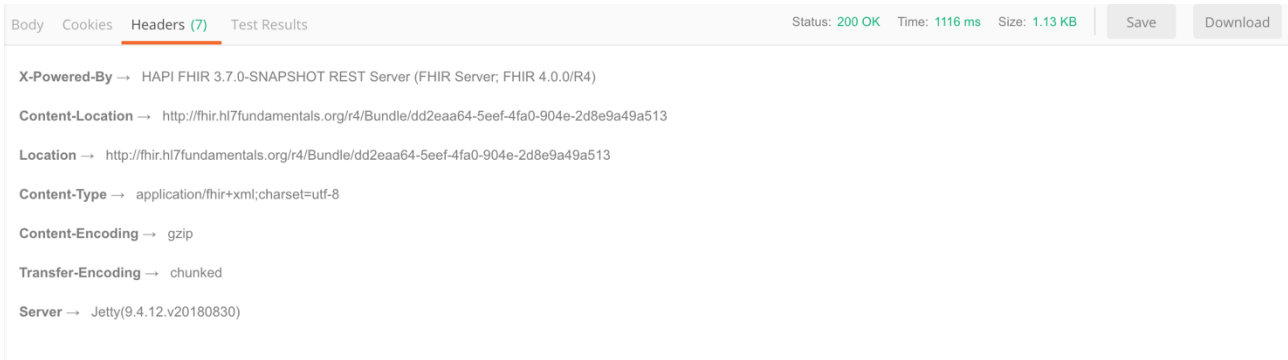 Body Cookies Headers (7) Test Results Status: 200 OK Time: 1116 ms Size: 1.13 KB Save Download
X-Powered-By → HAPI FHIR 3.7.0-SNAPSHOT REST Server (FHIR Server; FHIR 4.0.0/R4)
Content-Location → http://fhir.hl7fundamentals.org/r4/Bundle/dd2eaa64-5eef-4fa0-904e-2d8e9a49a513
Location → http://fhir.hl7fundamentals.org/r4/Bundle/dd2eaa64-5eef-4fa0-904e-2d8e9a49a513
Content-Type → application/fhir+xml;charset=utf-8
Content-Encoding → gzip
Transfer-Encoding → chunked
Server → Jetty(9.4.12.v20180830)